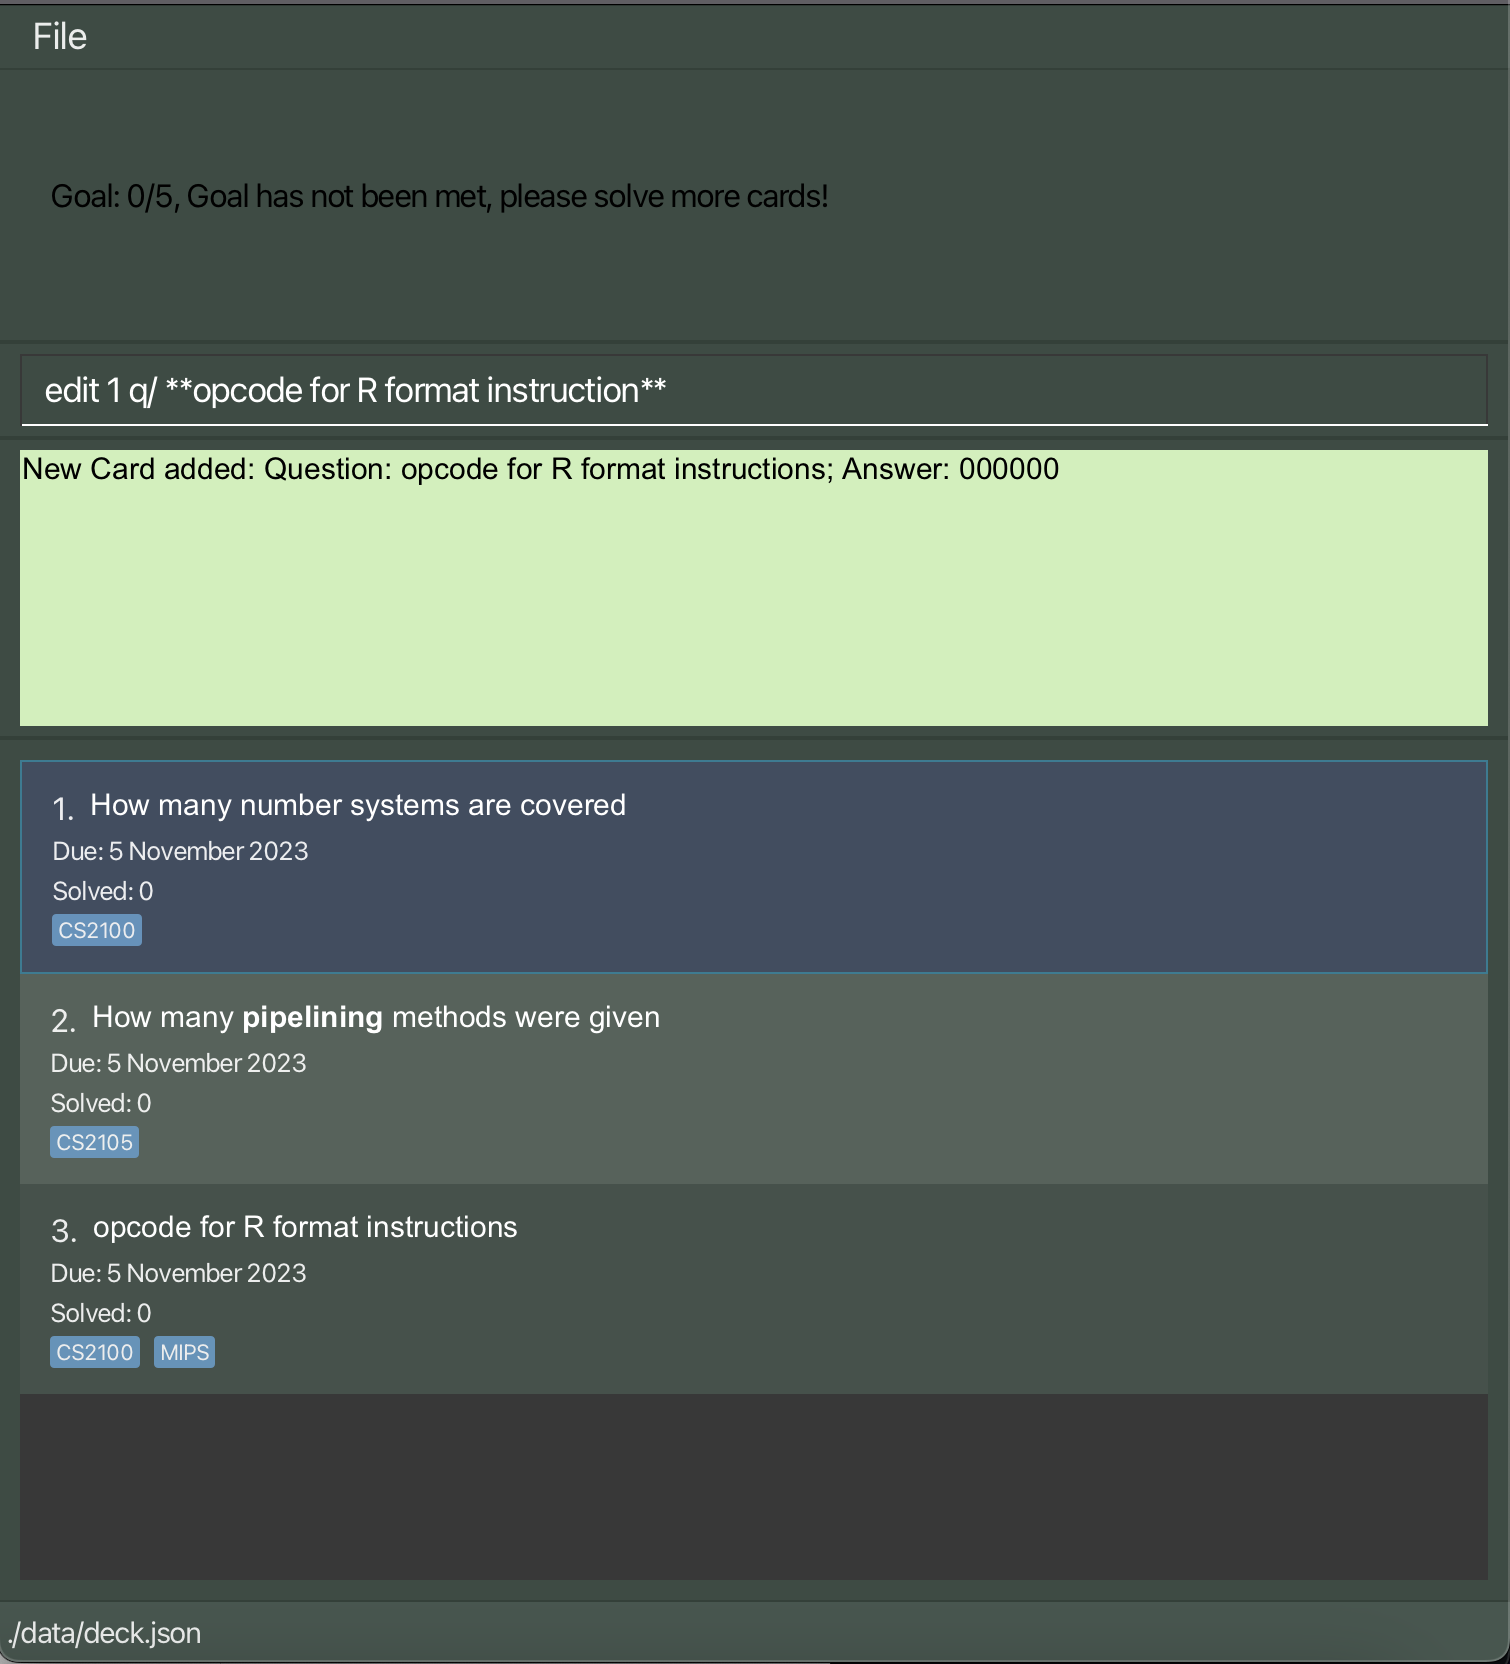 File
Goal: 0/5, Goal has not been met, please solve more cards!
edit 1 q/ **opcode for R format instruction**
New Card added: Question: opcode for R format instructions; Answer: 000000
1. How many number systems are covered
Due: 5 November 2023
Solved: 0
CS2100
2. How many pipelining methods were given
Due: 5 November 2023
Solved: 0
CS2105
3. opcode for R format instructions
Due: 5 November 2023
Solved: 0
CS2100 MIPS
./data/deck.json